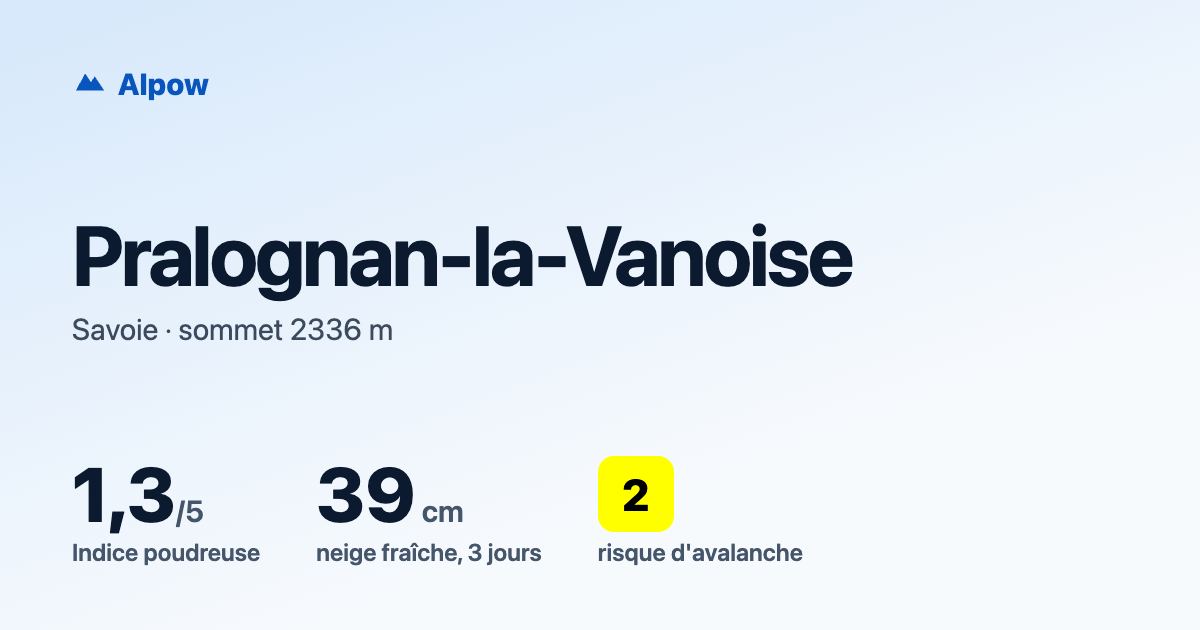 Alpow
Pralognan-la-Vanoise
Savoie · sommet 2336 m
1,3/5
Indice poudreuse
39 cm
neige fraîche, 3 jours
2
risque d'avalanche